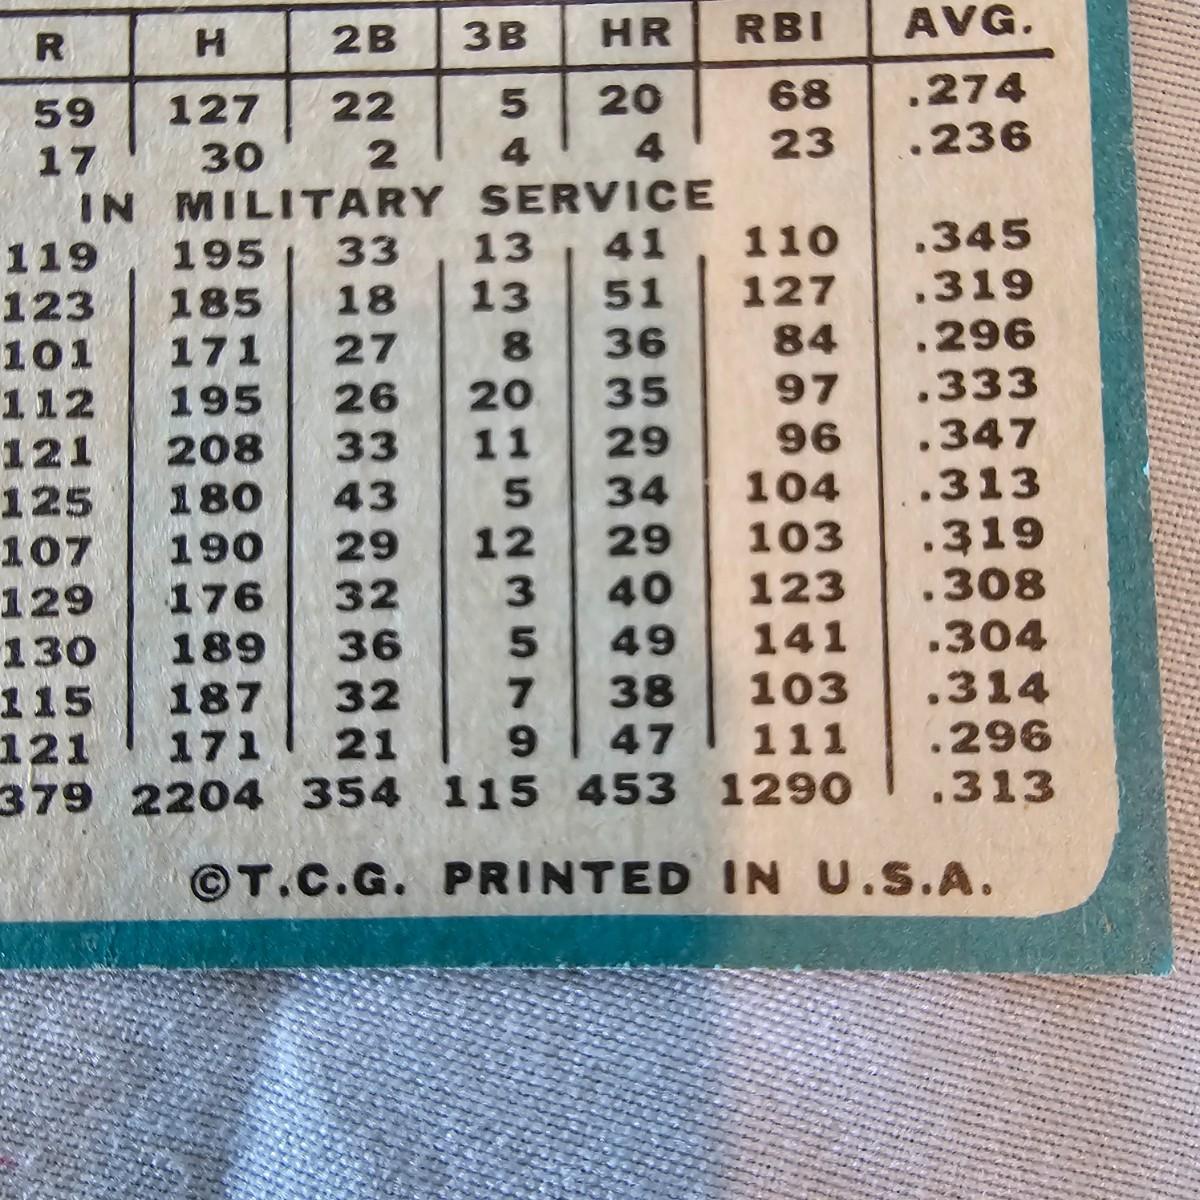 R H 2B 3B HR RBI AVG.
59 127 22 5 20 68 .274
17 30 2 4 4 23 .236
IN MILITARY SERVICE
119 195 33 13 41 110 .345
123 185 18 13 51 127 .319
101 171 27 8 36 84 .296
112 195 26 20 35 97 .333
121 208 33 11 29 96 .347
125 180 43 5 34 104 .313
107 190 29 12 29 103 .319
129 176 32 3 40 123 .308
130 189 36 5 49 141 .304
115 187 32 7 38 103 .314
121 171 21 9 47 111 .296
379 2204 354 115 453 1290 .313
©T.C.G. PRINTED IN U.S.A.